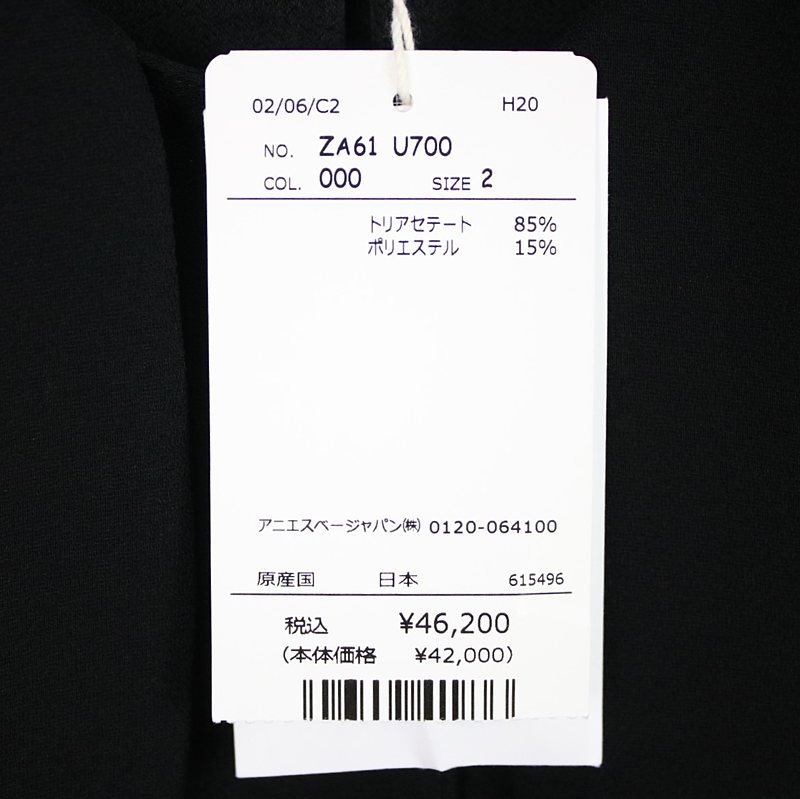 02/06/C2 H20
NO. ZA61 U700
COL. 000 SIZE 2
トリアセテート 85%
ポリエステル 15%
アニエスベージャパン㈱ 0120-064100
原産国 日本 615496
税込 ¥46,200
(本体価格 ¥42,000)